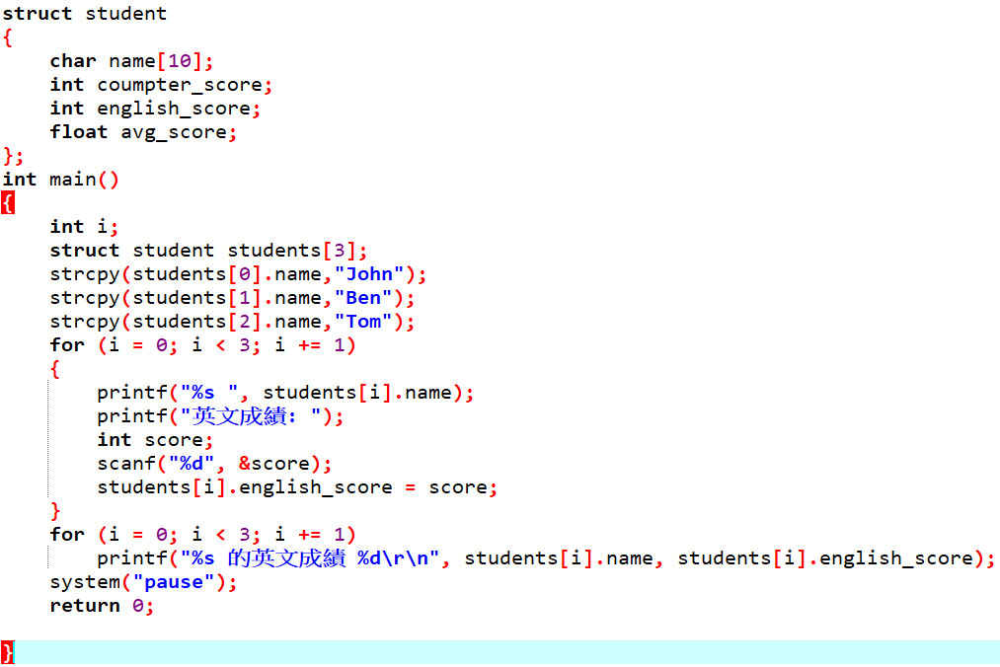 struct student
{
    char name[10];
    int coumpter_score;
    int english_score;
    float avg_score;
};
int main()
{
    int i;
    struct student students[3];
    strcpy(students[0].name,"John");
    strcpy(students[1].name,"Ben");
    strcpy(students[2].name,"Tom");
    for (i = 0; i < 3; i += 1)
    {
        printf("%s ", students[i].name);
        printf("英文成績: ");
        int score;
        scanf("%d", &score);
        students[i].english_score = score;
    }
    for (i = 0; i < 3; i += 1)
        printf("%s 的英文成績 %d\r\n", students[i].name, students[i].english_score);
    system("pause");
    return 0;
}